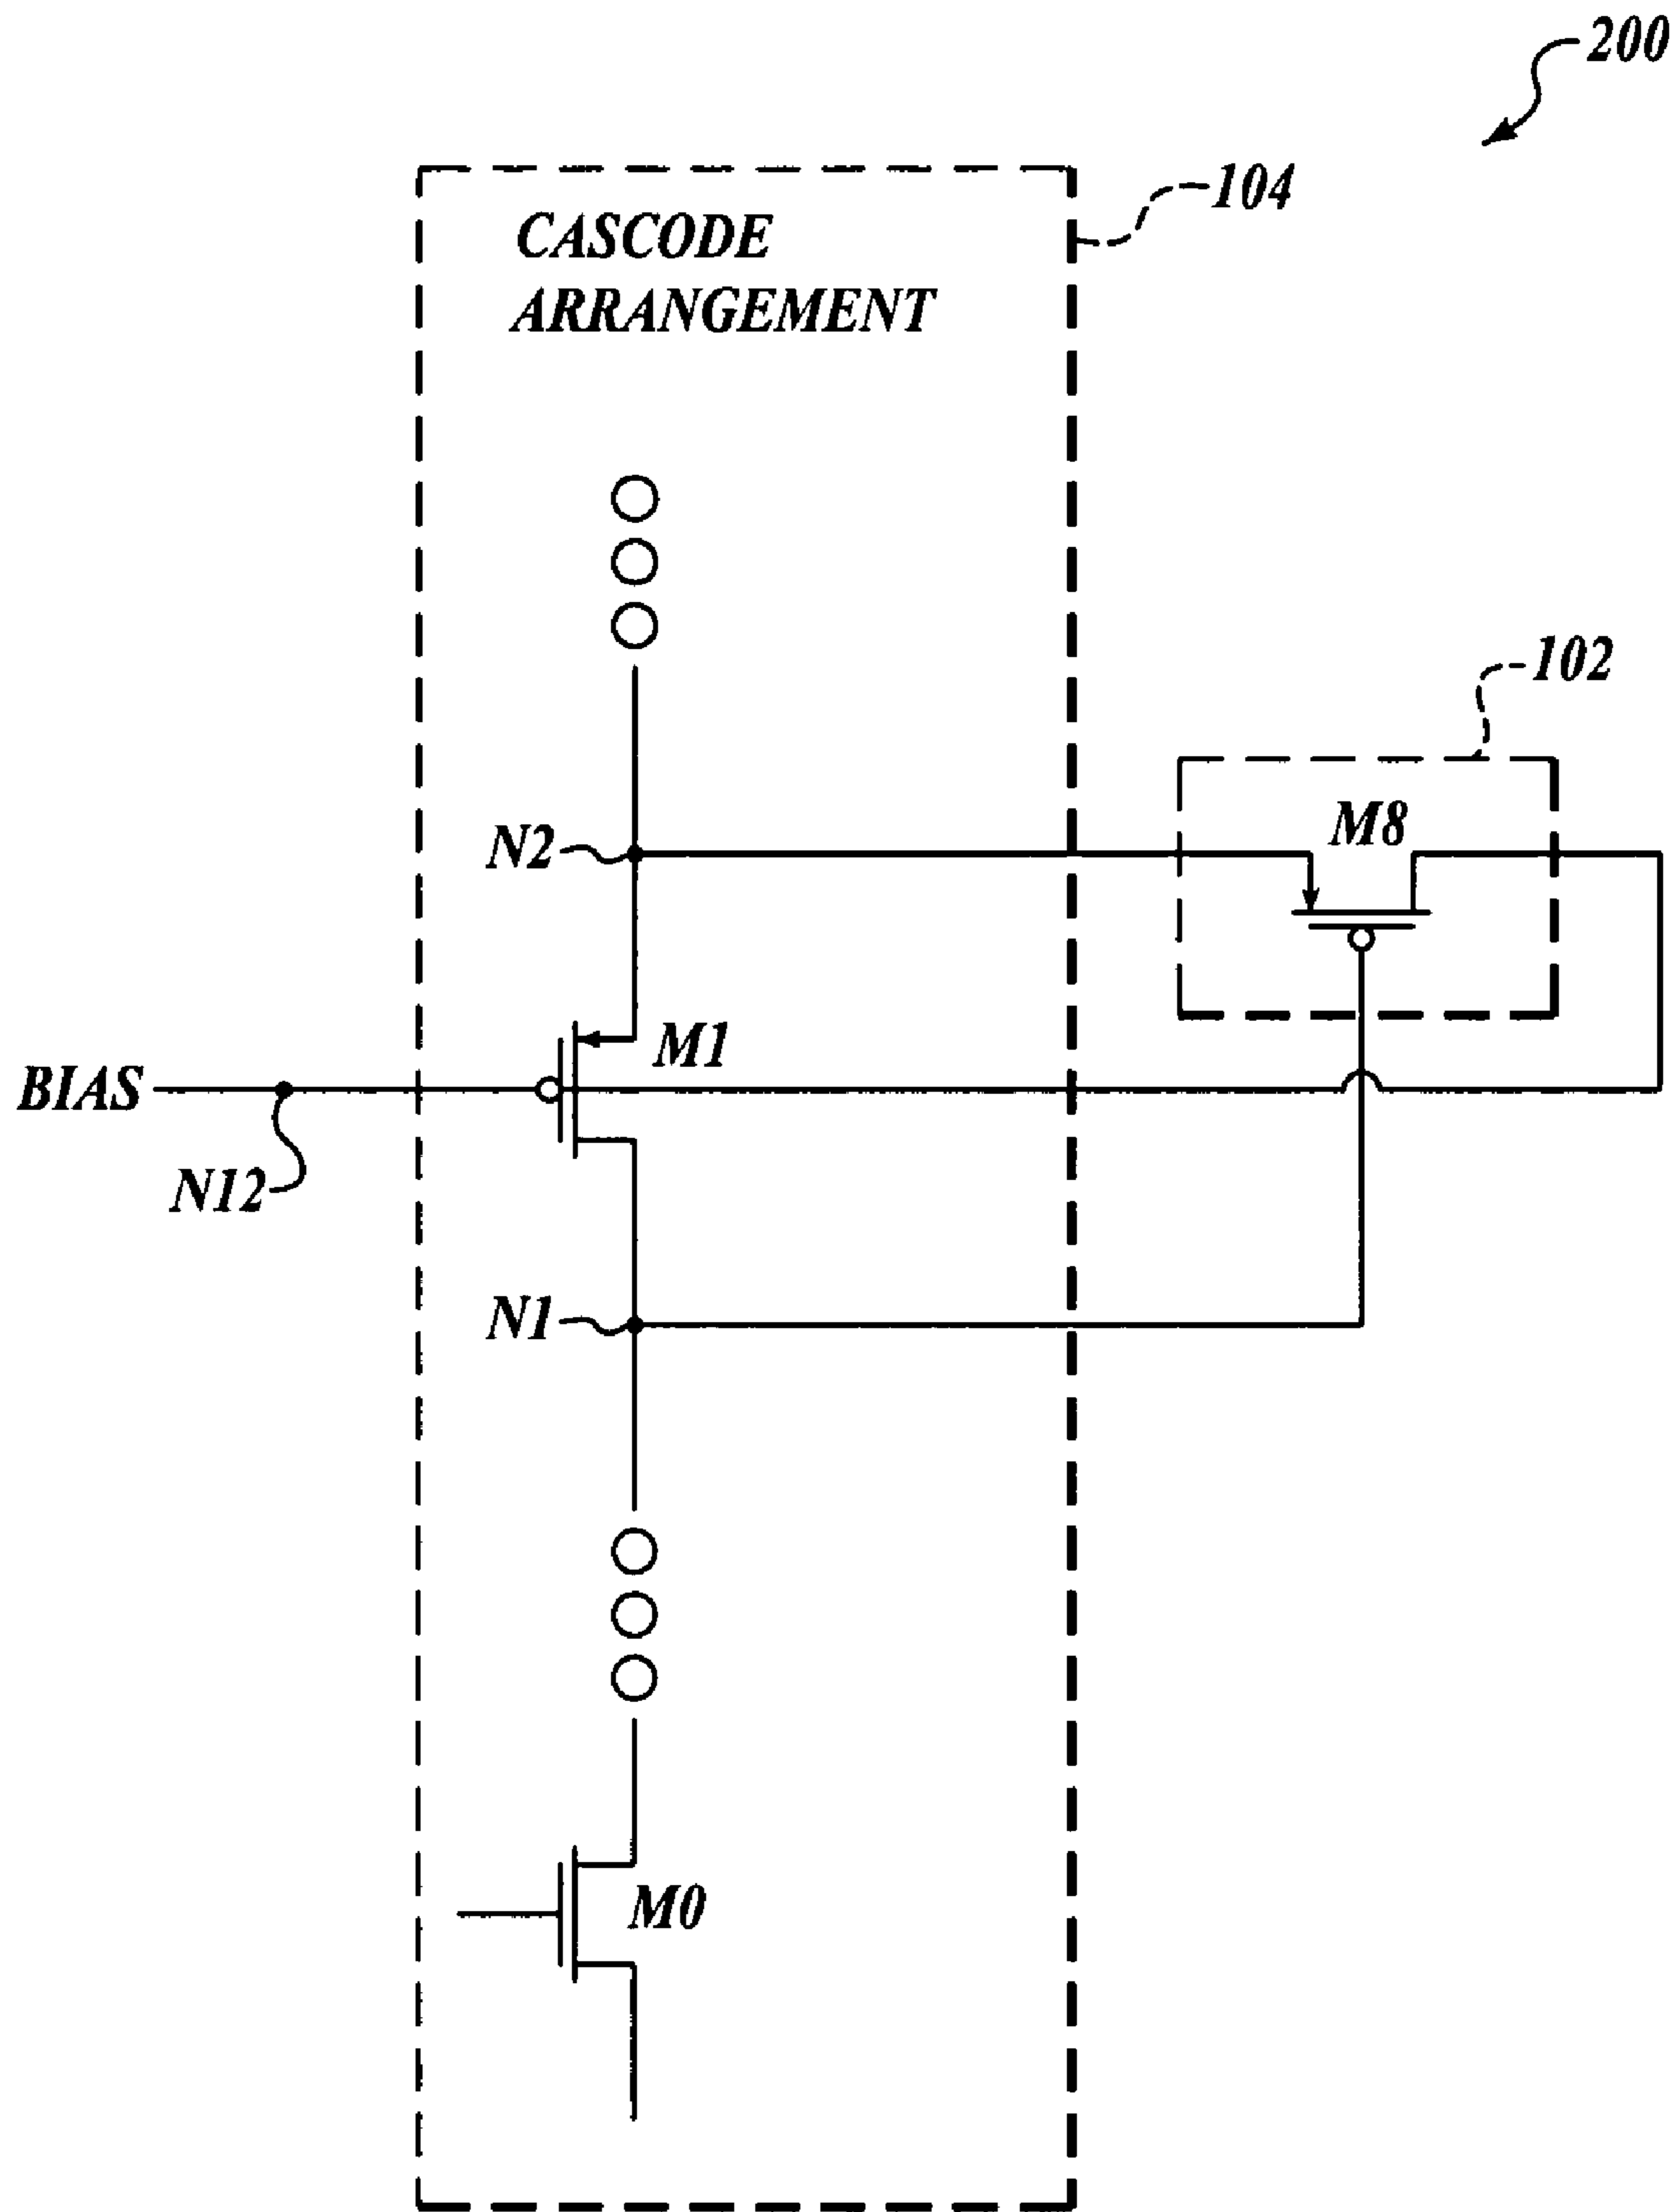 200
104
CASCODE
ARRANGEMENT
102
M8
N2
M1
BIAS
N12
N1
M0